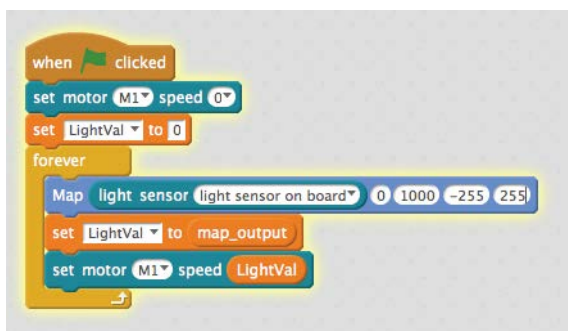 when clicked
set motor M1 speed 0
set LightVal to 0
forever
Map light sensor light sensor on board 0 1000 -255 255
set LightVal to map_output
set motor M1 speed LightVal